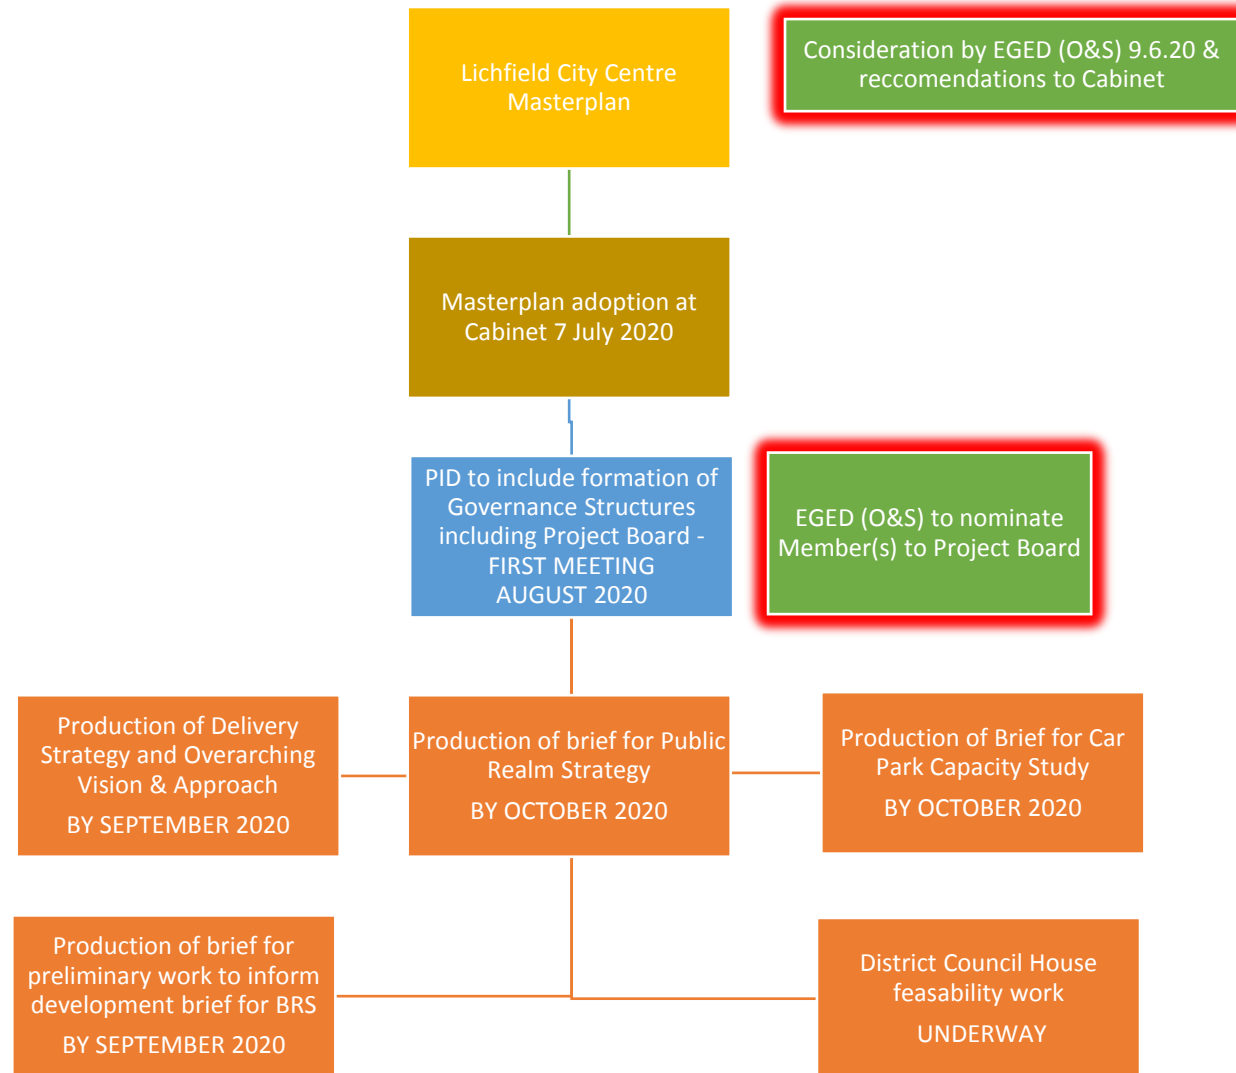 Lichfield City Centre
Masterplan
Consideration by EGED (O&S) 9.6.20 &
reccomendations to Cabinet
Masterplan adoption at
Cabinet 7 July 2020
PID to include formation of
Governance Structures
including Project Board -
FIRST MEETING
AUGUST 2020
EGED (O&S) to nominate
Member(s) to Project Board
Production of Delivery
Strategy and Overarching
Vision & Approach
BY SEPTEMBER 2020
Production of brief for Public
Realm Strategy
BY OCTOBER 2020
Production of Brief for Car
Park Capacity Study
BY OCTOBER 2020
Production of brief for
preliminary work to inform
development brief for BRS
BY SEPTEMBER 2020
District Council House
feasability work
UNDERWAY